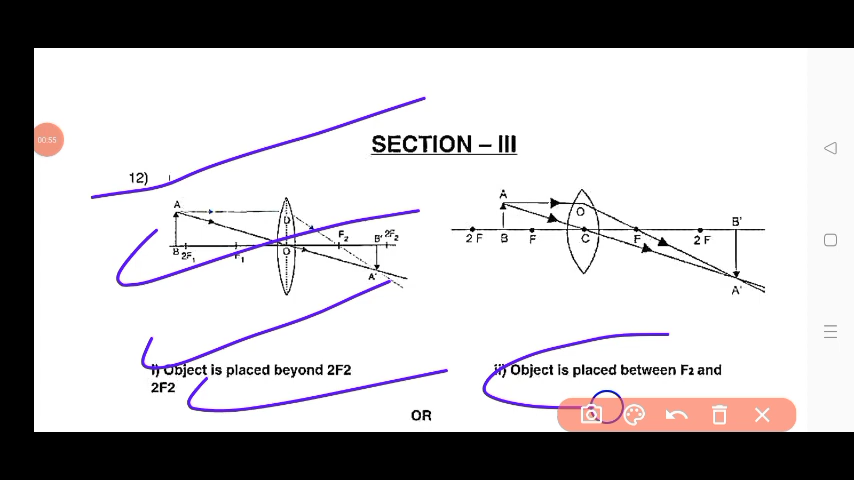 00:55
SECTION – III
12)
A
D
F₂
B' 2F₂
B 2F₁
F₁
O
A'
A
O
B'
2 F
B
F
C
F
2 F
A'
i) Object is placed beyond 2F2
2F2
ii) Object is placed between F₂ and
OR